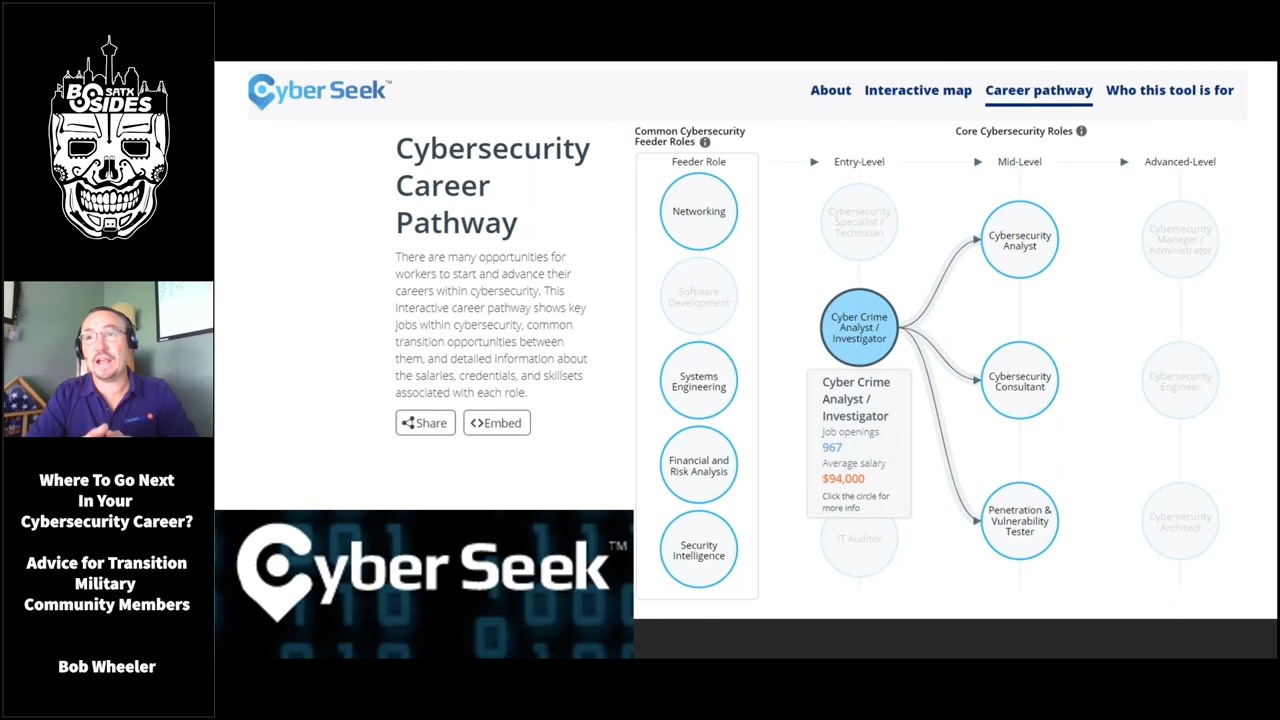 BSIDES
SATX
Where To Go Next
In Your
Cybersecurity Career?
Advice for Transition
Military
Community Members
Bob Wheeler
Cyber Seek™
About
Interactive map
Career pathway
Who this tool is for
Cybersecurity
Career
Pathway
There are many opportunities for
workers to start and advance their
careers within cybersecurity. This
interactive career pathway shows key
jobs within cybersecurity, common
transition opportunities between
them, and detailed information about
the salaries, credentials, and skillsets
associated with each role.
Share
<>Embed
Common Cybersecurity
Feeder Roles
Feeder Role
Networking
Software
Development
Systems
Engineering
Financial and
Risk Analysis
Security
Intelligence
Core Cybersecurity Roles
Entry-Level
Mid-Level
Advanced-Level
Cybersecurity
Specialist /
Technician
Cyber Crime
Analyst /
Investigator
Cyber Crime
Analyst /
Investigator
Job openings
967
Average salary
$94,000
Click the circle for
more info
IT Auditor
Cybersecurity
Analyst
Cybersecurity
Consultant
Penetration &
Vulnerability
Tester
Cybersecurity
Manager /
Administrator
Cybersecurity
Engineer
Cybersecurity
Architect
Cyber Seek™